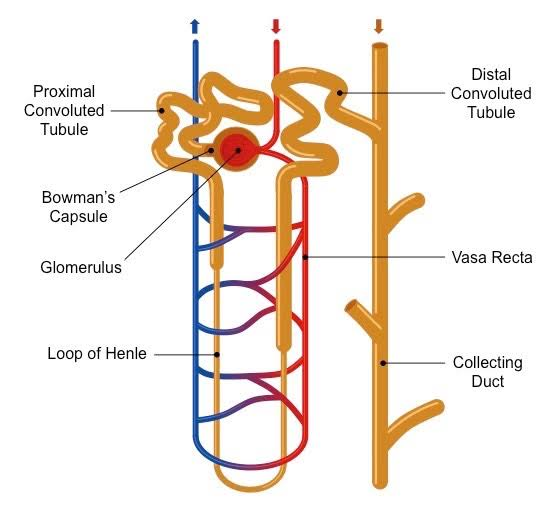 Proximal
Convoluted
Tubule
Distal
Convoluted
Tubule
Bowman's
Capsule
Glomerulus
Vasa Recta
Loop of Henle
Collecting
Duct